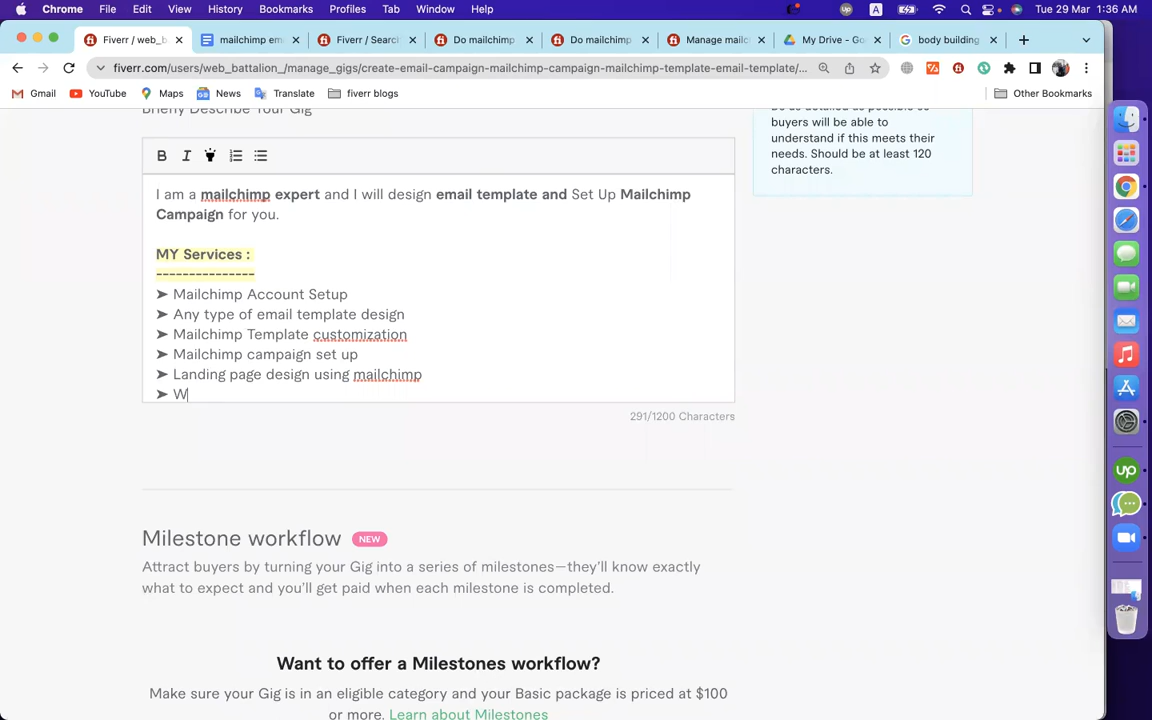 Chrome File Edit View History Bookmarks Profiles Tab Window Help
A
Tue 29 Mar 1:36 AM
Fiverr / web_b
mailchimp em
Fiverr / Searci
Do mailchimp
Do mailchimp
Manage mailc
My Drive - Go
body building
fiverr.com/users/web_battalion_/manage_gigs/create-email-campaign-mailchimp-campaign-mailchimp-template-email-template/...
Gmail YouTube Maps News Translate fiverr blogs Other Bookmarks
Briefly Describe Your Gig
buyers will be able to
understand if this meets their
needs. Should be at least 120
characters.
B I
I am a mailchimp expert and I will design email template and Set Up Mailchimp
Campaign for you.
MY Services :
---------------
➤ Mailchimp Account Setup
➤ Any type of email template design
➤ Mailchimp Template customization
➤ Mailchimp campaign set up
➤ Landing page design using mailchimp
➤ W
291/1200 Characters
Milestone workflow NEW
Attract buyers by turning your Gig into a series of milestones—they'll know exactly
what to expect and you'll get paid when each milestone is completed.
Want to offer a Milestones workflow?
Make sure your Gig is in an eligible category and your Basic package is priced at $100
or more. Learn about Milestones